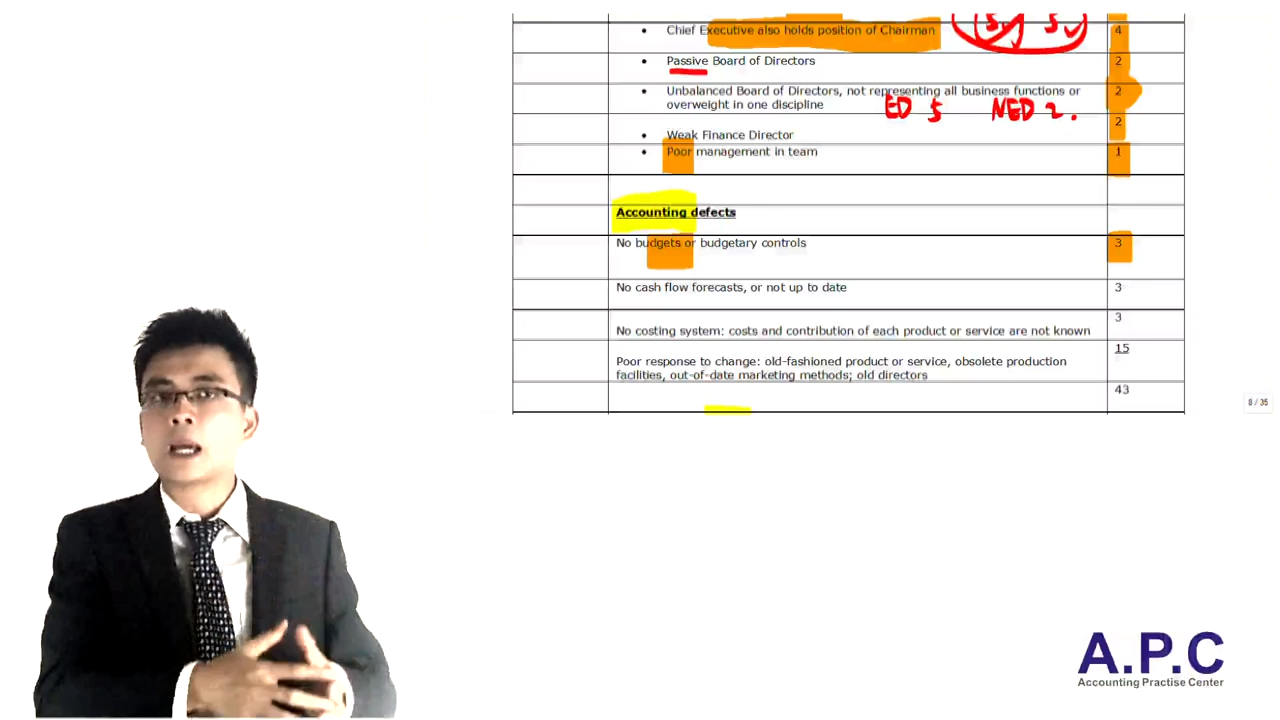 • Chief Executive also holds position of Chairman
4
• Passive Board of Directors
2
• Unbalanced Board of Directors, not representing all business functions or
overweight in one discipline
2
ED 5 NED 2.
• Weak Finance Director
2
• Poor management in team
1
Accounting defects
No budgets or budgetary controls
3
No cash flow forecasts, or not up to date
3
No costing system: costs and contribution of each product or service are not known
3
Poor response to change: old-fashioned product or service, obsolete production
facilities, out-of-date marketing methods; old directors
15
43
8 / 35
A.P.C
Accounting Practise Center